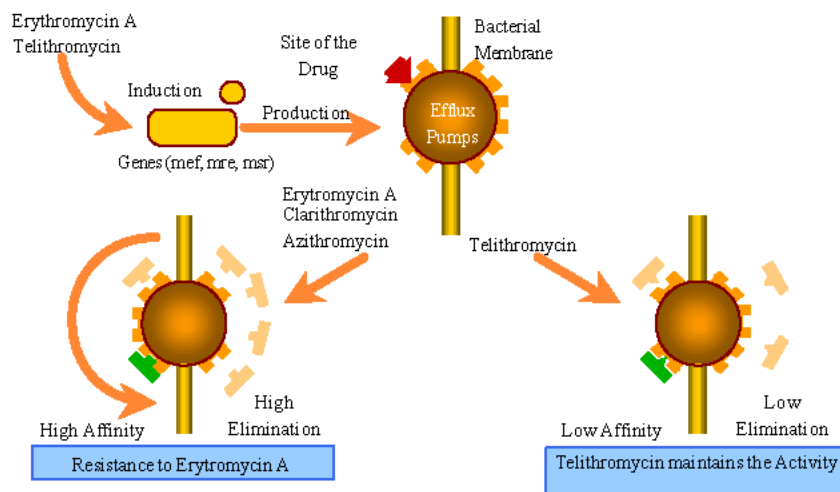 Erythromycin A
Telithromycin
Site of the
Drug
Bacterial
Membrane
Induction
Production
Efflux
Pumps
Genes (mef, mre, msr)
Erytromycin A
Clarithromycin
Azithromycin
Telithromycin
High Affinity
High
Elimination
Resistance to Erytromycin A
Low Affinity
Low
Elimination
Telithromycin maintains the Activity